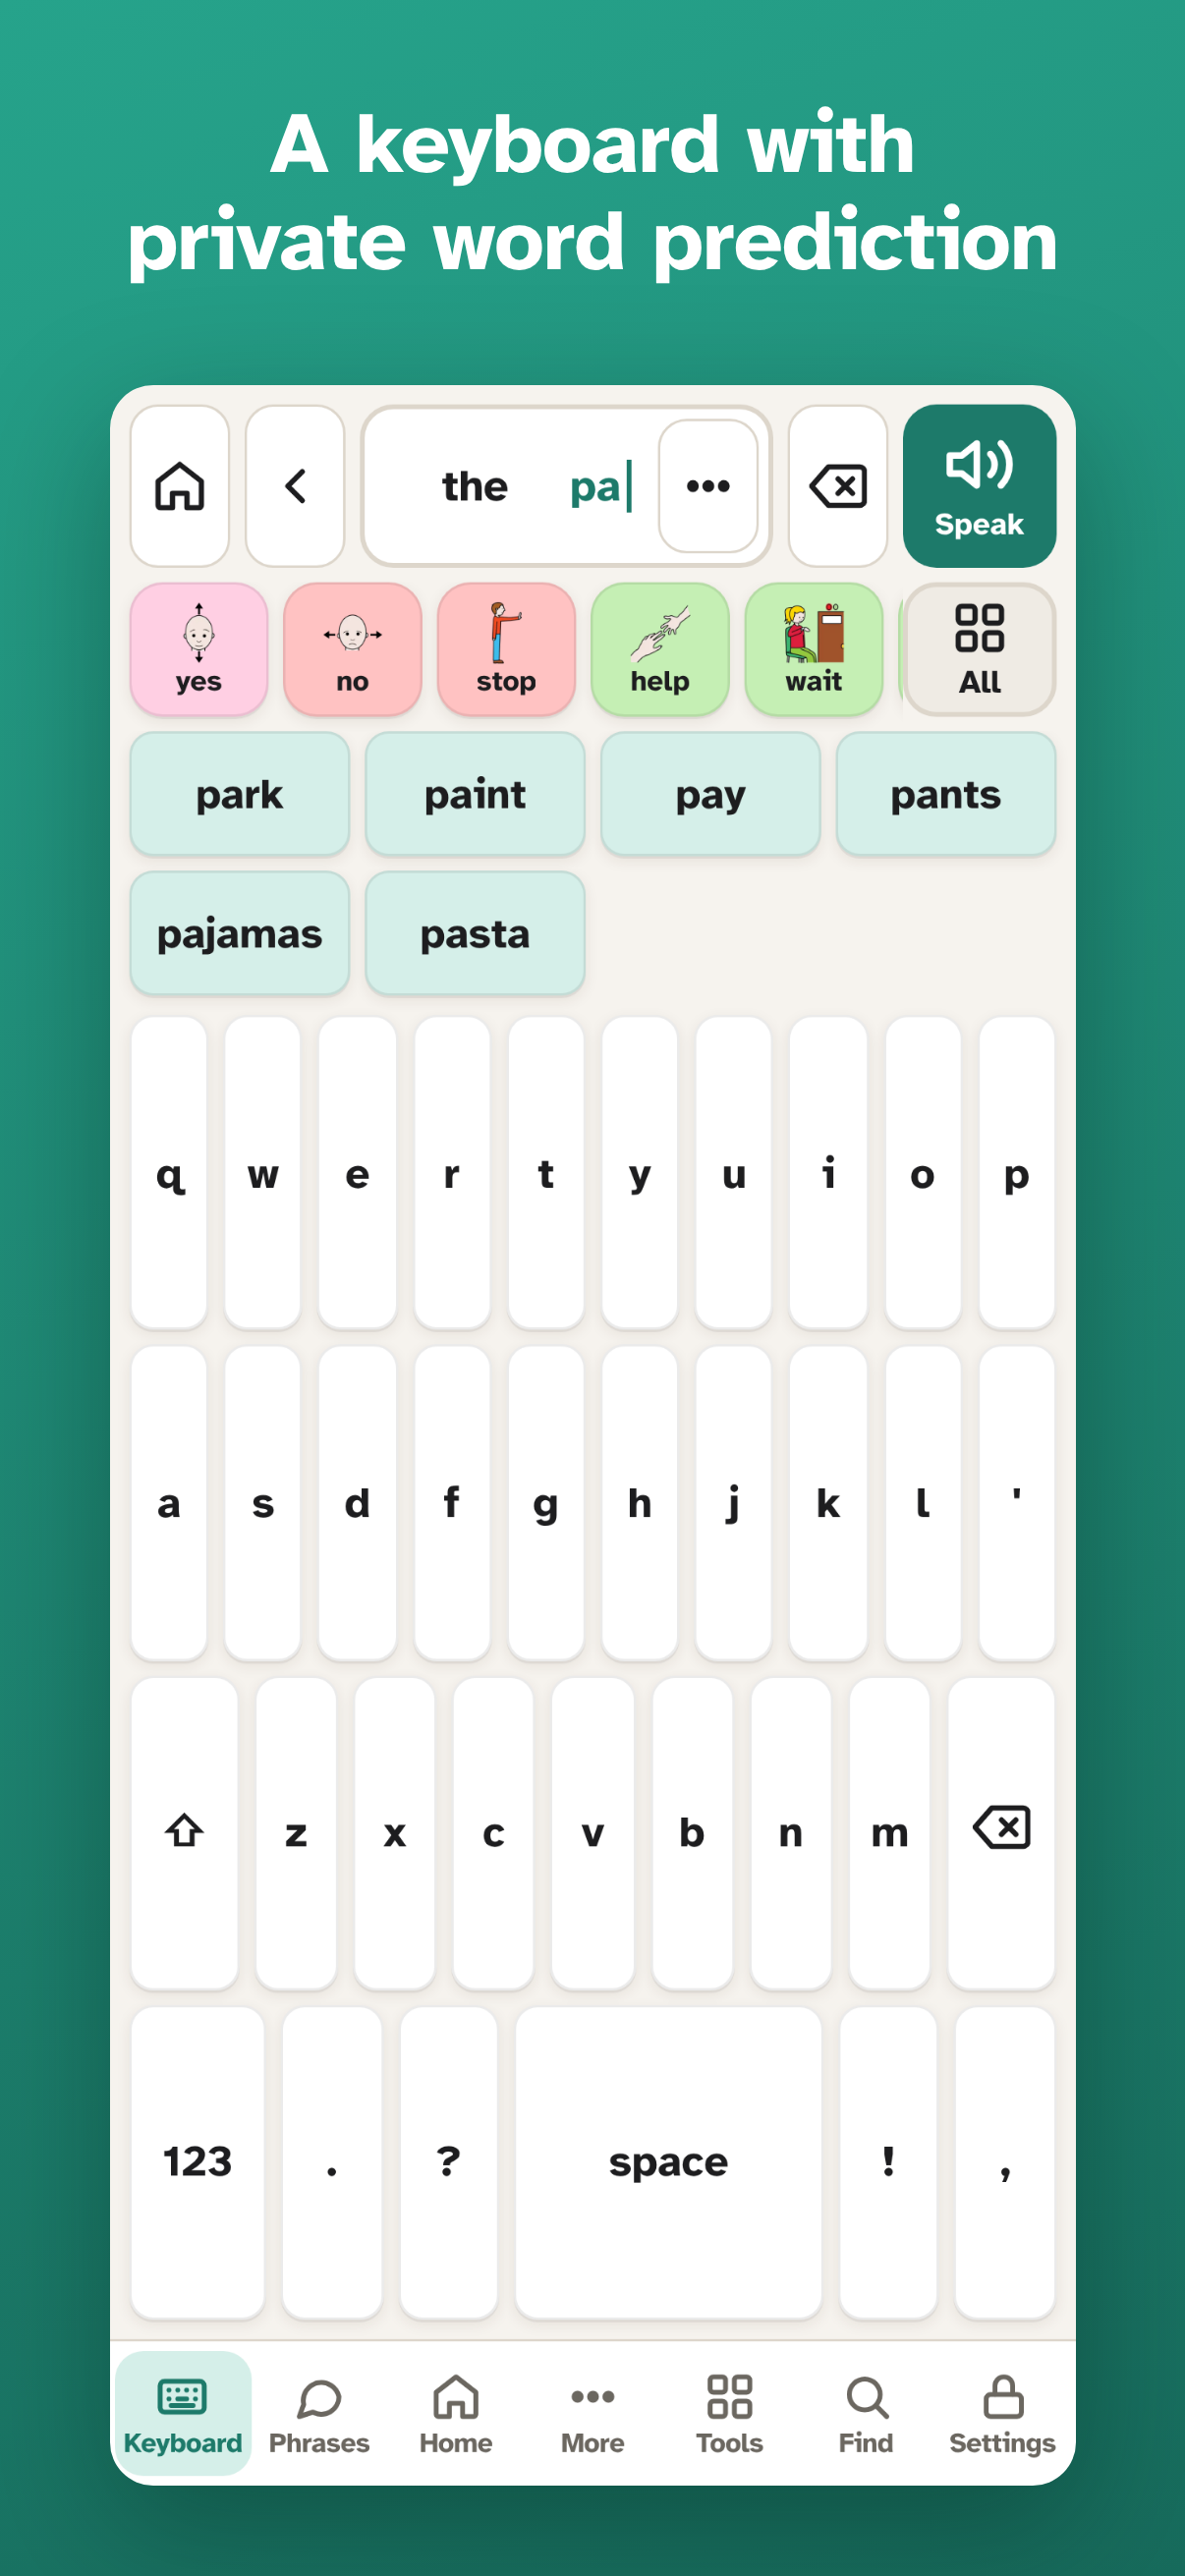 A keyboard with
private word prediction
the pa
Speak
yes no stop help wait All
park paint pay pants
pajamas pasta
q w e r t y u i o p
a s d f g h j k l '
z x c v b n m
123 . ? space ! ,
Keyboard Phrases Home More Tools Find Settings